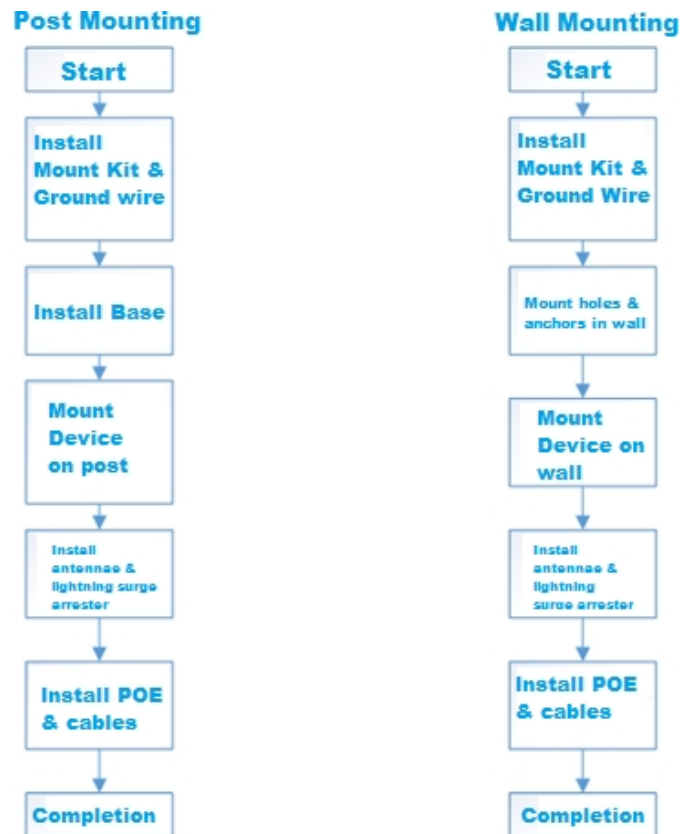 Post Mounting
Start
Install
Mount Kit &
Ground wire
Install Base
Mount
Device
on post
Install
antennae &
lightning surge
arrester
Install POE
& cables
Completion
Wall Mounting
Start
Install
Mount Kit &
Ground Wire
Mount holes &
anchors in wall
Mount
Device on
wall
Install
antennae &
lightning
surge arrester
Install POE
& cables
Completion